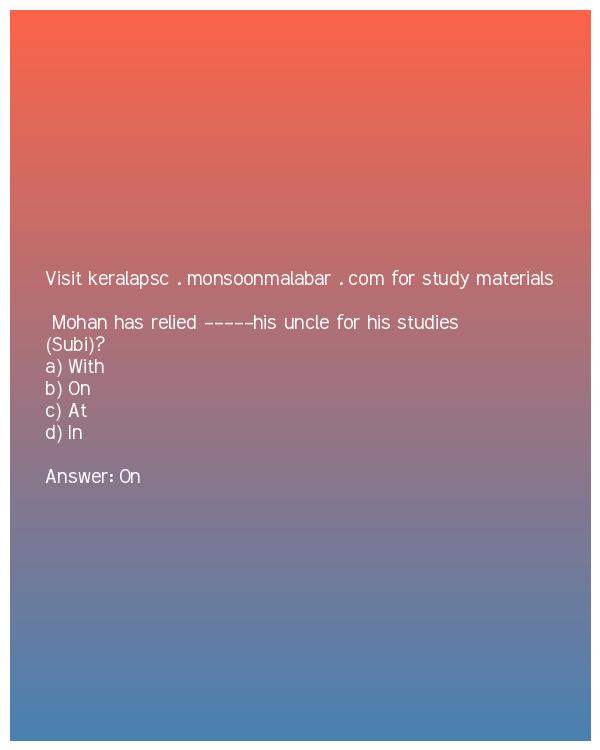 Visit keralapsc . monsoonmalabar . com for study materials
Mohan has relied -----his uncle for his studies
(Subi)?
a) With
b) On
c) At
d) In
Answer: On